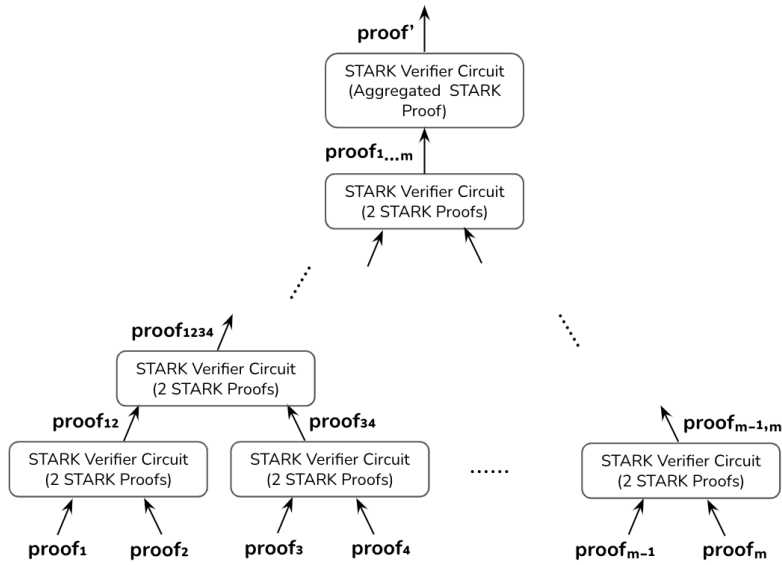 proof’
STARK Verifier Circuit
(Aggregated STARK
Proof)
proof₁...ₘ
STARK Verifier Circuit
(2 STARK Proofs)
proof₁₂₃₄
STARK Verifier Circuit
(2 STARK Proofs)
proof₁₂
proof₃₄
proofₘ₋₁,ₘ
STARK Verifier Circuit
(2 STARK Proofs)
STARK Verifier Circuit
(2 STARK Proofs)
......
STARK Verifier Circuit
(2 STARK Proofs)
proof₁
proof₂
proof₃
proof₄
proofₘ₋₁
proofₘ